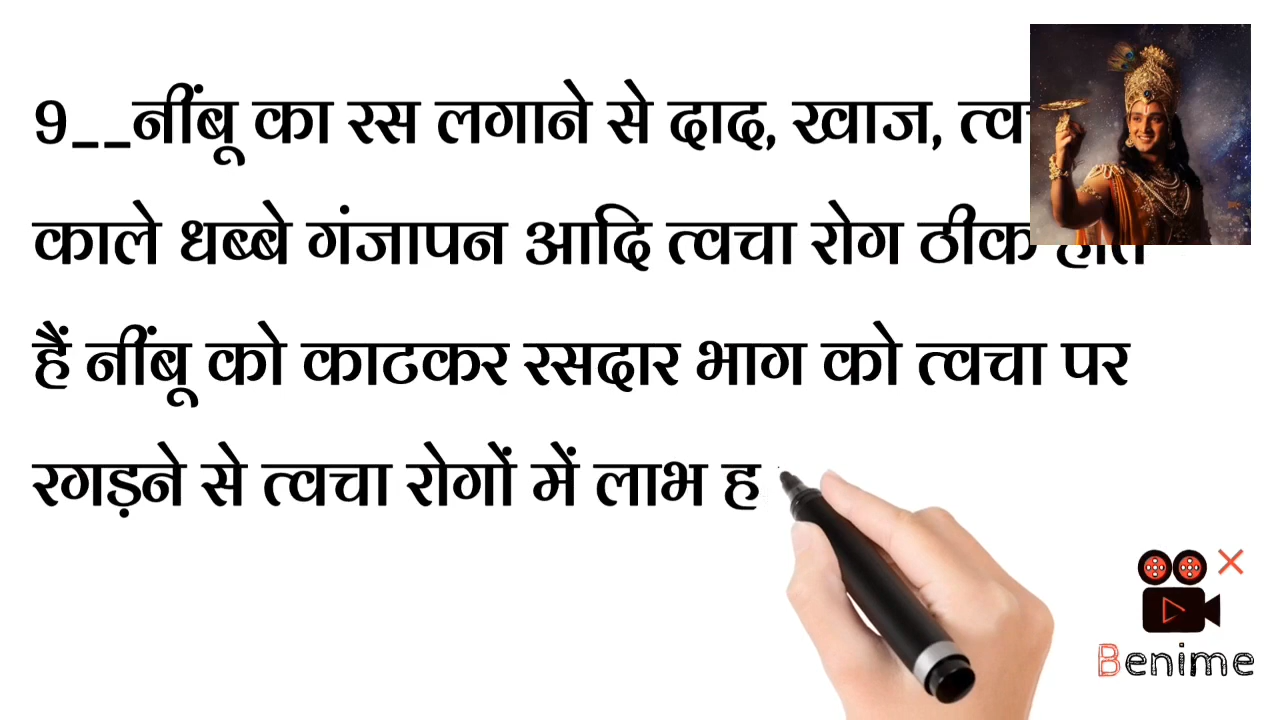 9__नींबू का रस लगाने से दाद, खाज,
काले धब्बे गंजापन आदि त्वचा रोग ठीक
हैं नींबू को काटकर रसदार भाग को त्वचा पर
रगड़ने से त्वचा रोगों में लाभ ह
Benime